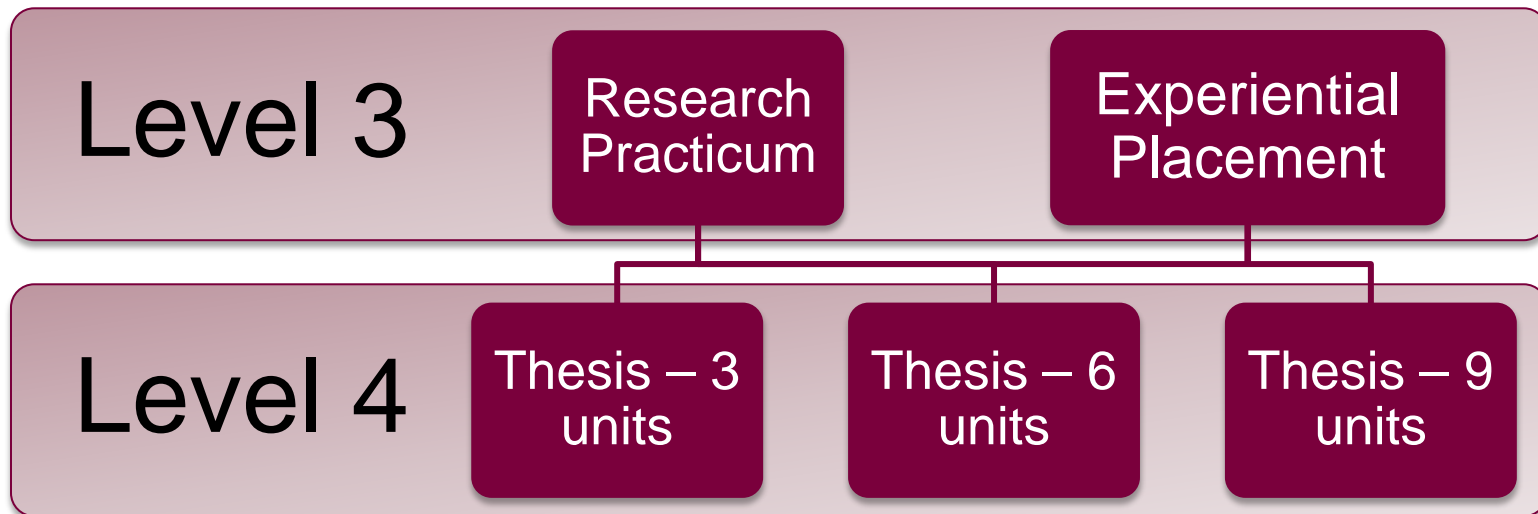 Level 3
Research
Practicum
Experiential
Placement
Level 4
Thesis – 3
units
Thesis – 6
units
Thesis – 9
units